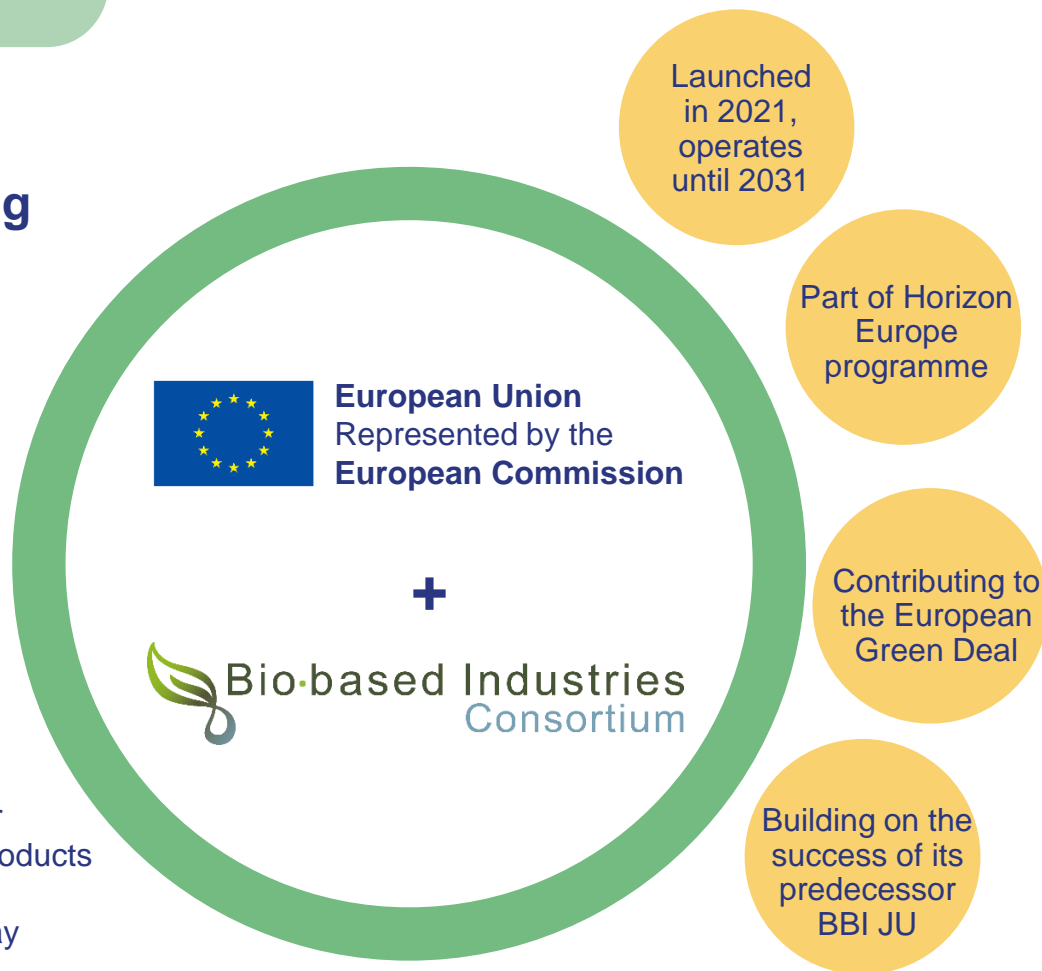 Launched
in 2021,
operates
until 2031
g
Part of Horizon
Europe
programme
European Union
Represented by the
European Commission
+
Contributing to
the European
Green Deal
Bio-based Industries
Consortium
oducts
Building on the
success of its
predecessor
BBI JU
ay